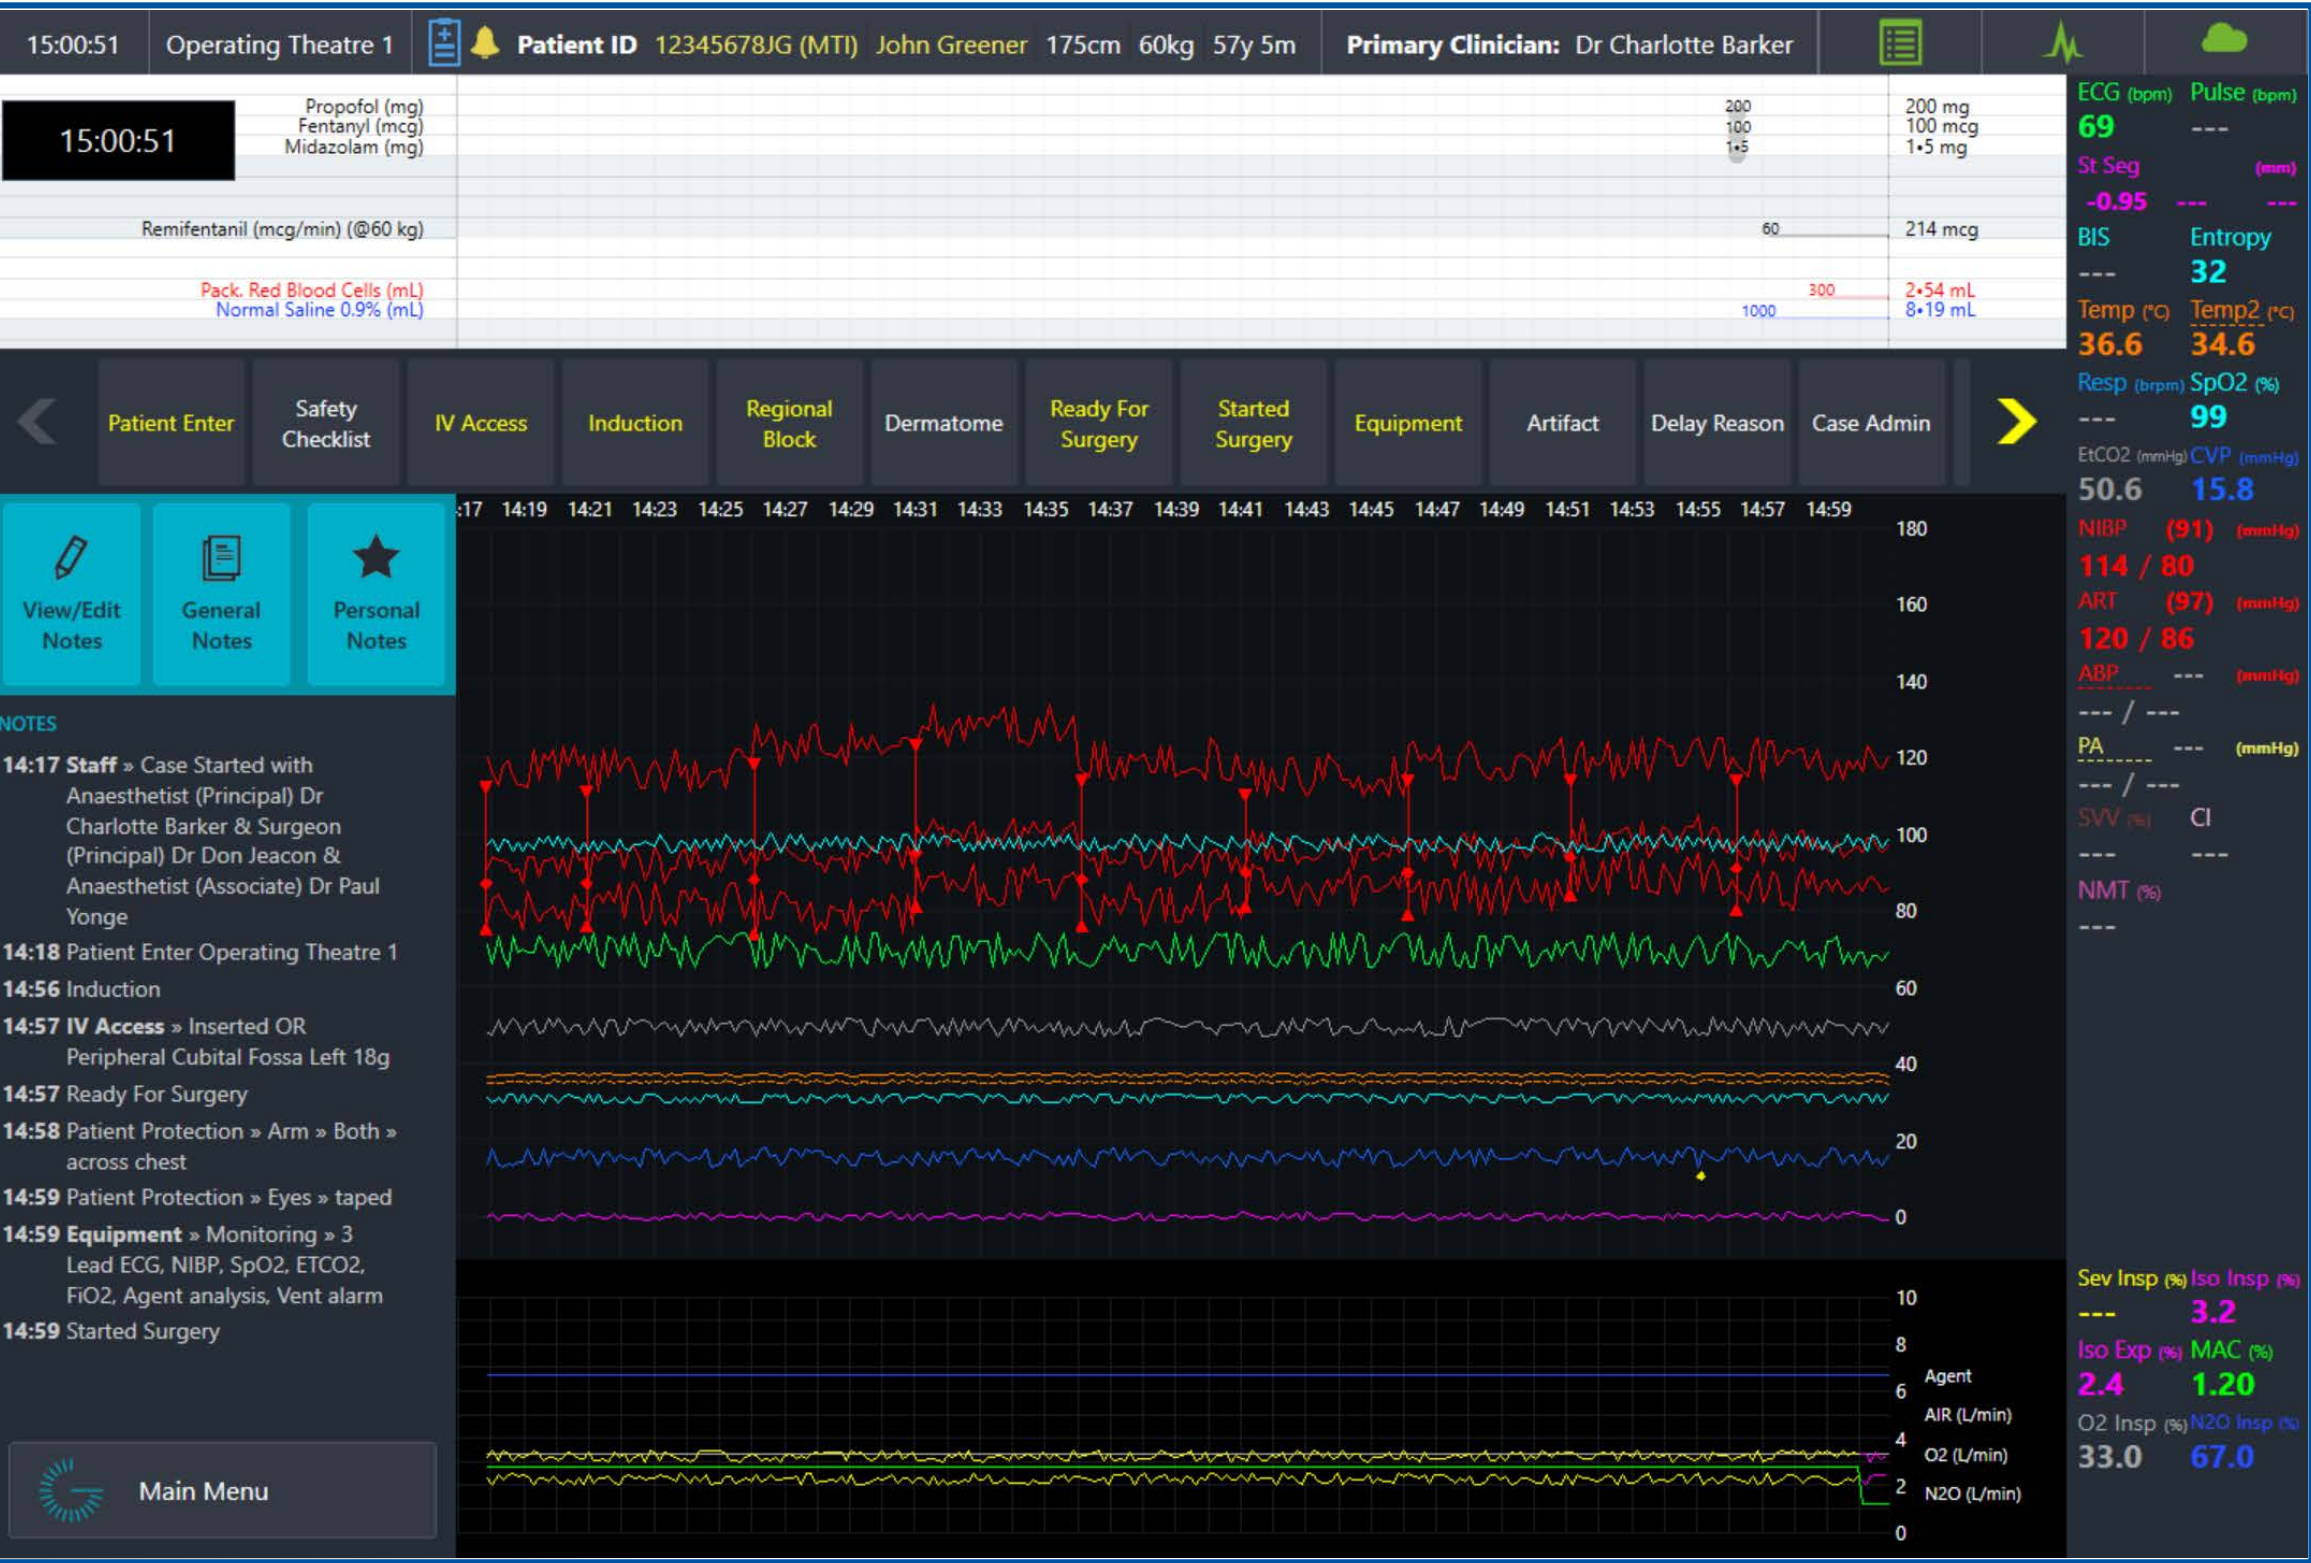 15:00:51
Operating Theatre 1
Patient ID 12345678JG (MTI) John Greener 175cm 60kg 57y 5m
Primary Clinician: Dr Charlotte Barker
15:00:51
Propofol (mg) 200 200 mg
Fentanyl (mcg) 100 100 mcg
Midazolam (mg) 1•5 1•5 mg
Remifentanil (mcg/min) (@60 kg) 60 214 mcg
Pack. Red Blood Cells (mL) 300 2•54 mL
Normal Saline 0.9% (mL) 1000 8•19 mL
Patient Enter
Safety
Checklist
IV Access
Induction
Regional
Block
Dermatome
Ready For
Surgery
Started
Surgery
Equipment
Artifact
Delay Reason
Case Admin
View/Edit
Notes
General
Notes
Personal
Notes
NOTES
14:17 Staff » Case Started with
Anaesthetist (Principal) Dr
Charlotte Barker & Surgeon
(Principal) Dr Don Jeacon &
Anaesthetist (Associate) Dr Paul
Yonge
14:18 Patient Enter Operating Theatre 1
14:56 Induction
14:57 IV Access » Inserted OR
Peripheral Cubital Fossa Left 18g
14:57 Ready For Surgery
14:58 Patient Protection » Arm » Both »
across chest
14:59 Patient Protection » Eyes » taped
14:59 Equipment » Monitoring » 3
Lead ECG, NIBP, SpO2, ETCO2,
FiO2, Agent analysis, Vent alarm
14:59 Started Surgery
Main Menu
:17 14:19 14:21 14:23 14:25 14:27 14:29 14:31 14:33 14:35 14:37 14:39 14:41 14:43 14:45 14:47 14:49 14:51 14:53 14:55 14:57 14:59
180
160
140
120
100
80
60
40
20
0
10
8
6
4
2
0
Agent
AIR (L/min)
O2 (L/min)
N2O (L/min)
ECG (bpm) Pulse (bpm)
69 ---
St Seg (mm)
-0.95 --- ---
BIS Entropy
--- 32
Temp (°C) Temp2 (°C)
36.6 34.6
Resp (brpm) SpO2 (%)
--- 99
EtCO2 (mmHg) CVP (mmHg)
50.6 15.8
NIBP (91) (mmHg)
114 / 80
ART (97) (mmHg)
120 / 86
ABP --- (mmHg)
--- / ---
PA --- (mmHg)
--- / ---
SVV (%) CI
--- ---
NMT (%)
---
Sev Insp (%) Iso Insp (%)
--- 3.2
Iso Exp (%) MAC (%)
2.4 1.20
O2 Insp (%) N2O Insp (%)
33.0 67.0